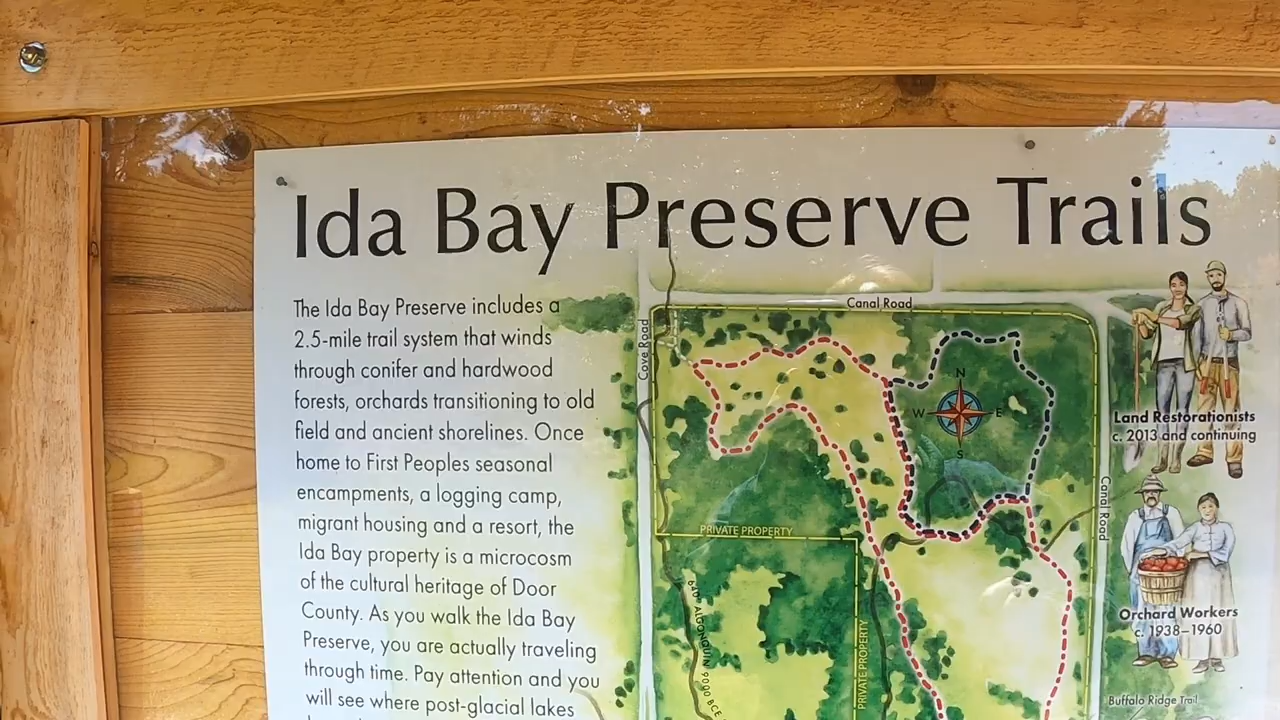 Ida Bay Preserve Trails
The Ida Bay Preserve includes a
2.5-mile trail system that winds
through conifer and hardwood
forests, orchards transitioning to old
field and ancient shorelines. Once
home to First Peoples seasonal
encampments, a logging camp,
migrant housing and a resort, the
Ida Bay property is a microcosm
of the cultural heritage of Door
County. As you walk the Ida Bay
Preserve, you are actually traveling
through time. Pay attention and you
will see where post-glacial lakes
Canal Road
Cove Road
N
W
E
S
PRIVATE PROPERTY
640' ALGONQUIN 9000 BCE
PRIVATE PROPERTY
Canal Road
Land Restorationists
c. 2013 and continuing
Orchard Workers
c. 1938–1960
Buffalo Ridge Trail